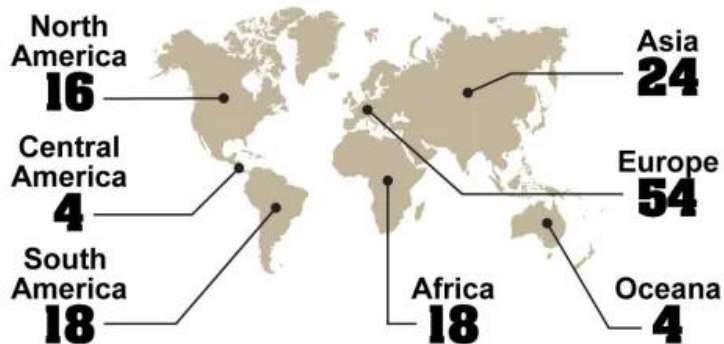 North
America
16
Central
America
4
South
America
18
Africa
18
Asia
24
Europe
54
Oceana
4